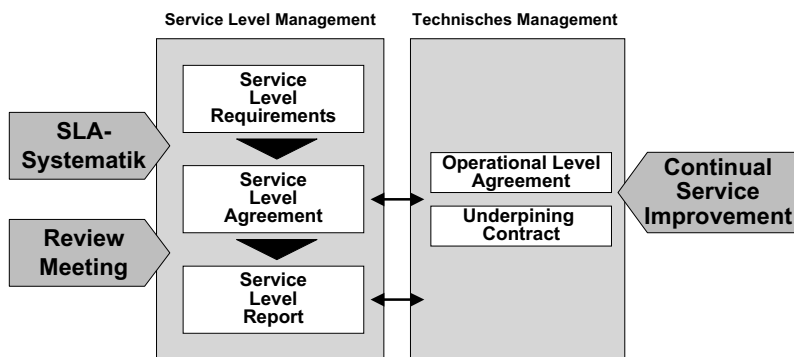 Service Level Management
Technisches Management
Service
Level
Requirements
SLA-
Systematik
Service
Level
Agreement
Operational Level
Agreement
Continual
Service
Improvement
Underpining
Contract
Review
Meeting
Service
Level
Report